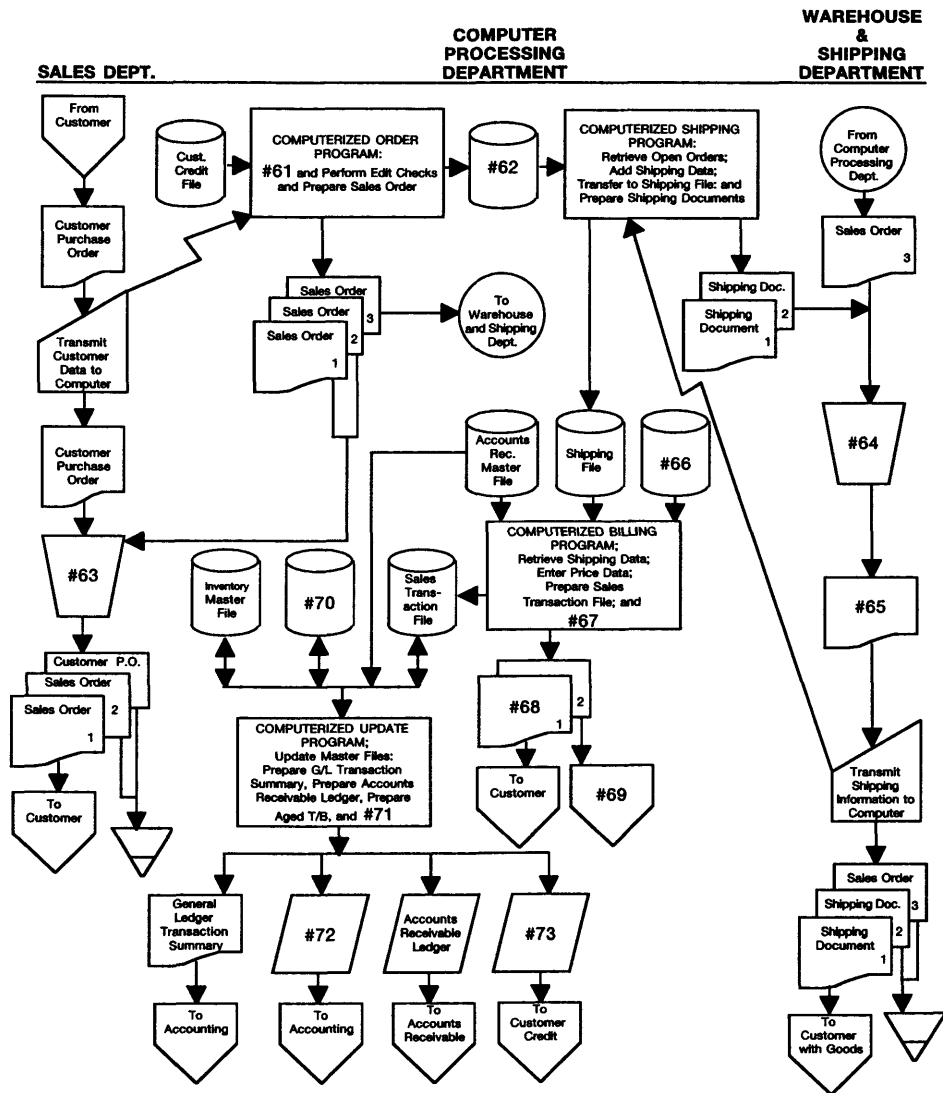 SALES DEPT.
COMPUTER
PROCESSING
DEPARTMENT
WAREHOUSE
&
SHIPPING
DEPARTMENT
From
Customer
Cust.
Credit
File
COMPUTERIZED ORDER
PROGRAM:
#61 and Perform Edit Checks
and Prepare Sales Order
#62
COMPUTERIZED SHIPPING
PROGRAM:
Retrieve Open Orders;
Add Shipping Data;
Transfer to Shipping File: and
Prepare Shipping Documents
From
Computer
Processing
Dept.
Customer
Purchase
Order
Sales Order
3
Sales Order
3
Sales Order
2
Sales Order
1
To
Warehouse
and Shipping
Dept.
Shipping Doc.
2
Shipping
Document
1
Transmit
Customer
Data to
Computer
Customer
Purchase
Order
Accounts
Rec.
Master
File
Shipping
File
#66
#64
#63
Inventory
Master
File
#70
Sales
Trans-
action
File
COMPUTERIZED BILLING
PROGRAM;
Retrieve Shipping Data;
Enter Price Data;
Prepare Sales
Transaction File; and
#67
#65
Customer P.O.
Sales Order
2
Sales Order
1
#68
1
2
COMPUTERIZED UPDATE
PROGRAM;
Update Master Files:
Prepare G/L Transaction
Summary, Prepare Accounts
Receivable Ledger, Prepare
Aged T/B, and #71
To
Customer
To
Customer
#69
Transmit
Shipping
Information to
Computer
General
Ledger
Transaction
Summary
#72
Accounts
Receivable
Ledger
#73
Sales Order
3
Shipping Doc.
2
Shipping
Document
1
To
Accounting
To
Accounting
To
Accounts
Receivable
To
Customer
Credit
To
Customer
with Goods